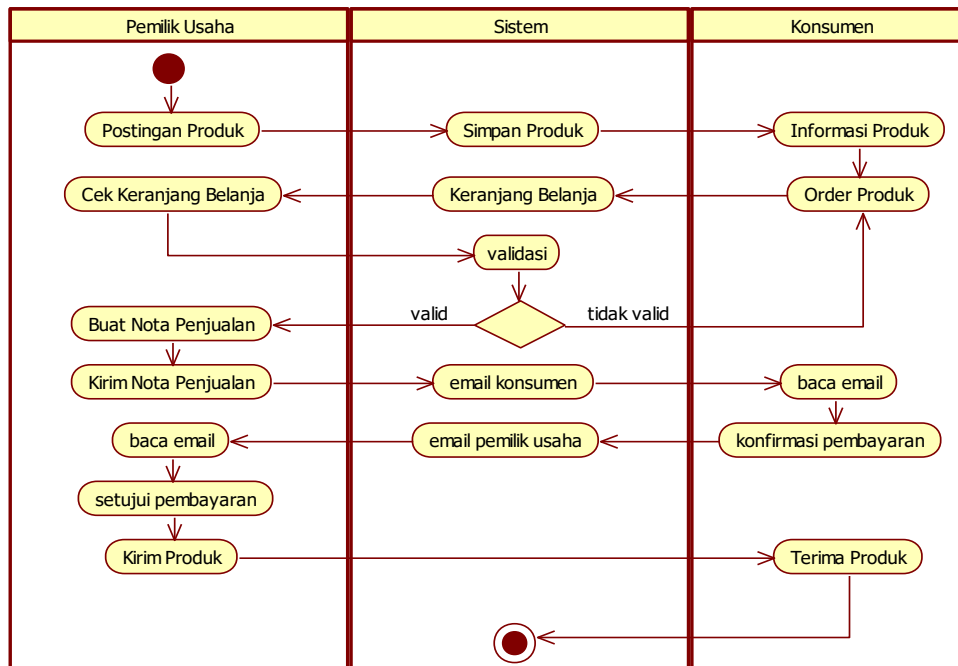 Pemilik Usaha
Sistem
Konsumen
Postingan Produk
Simpan Produk
Informasi Produk
Cek Keranjang Belanja
Keranjang Belanja
Order Produk
validasi
valid
tidak valid
Buat Nota Penjualan
Kirim Nota Penjualan
email konsumen
baca email
baca email
email pemilik usaha
konfirmasi pembayaran
setujui pembayaran
Kirim Produk
Terima Produk